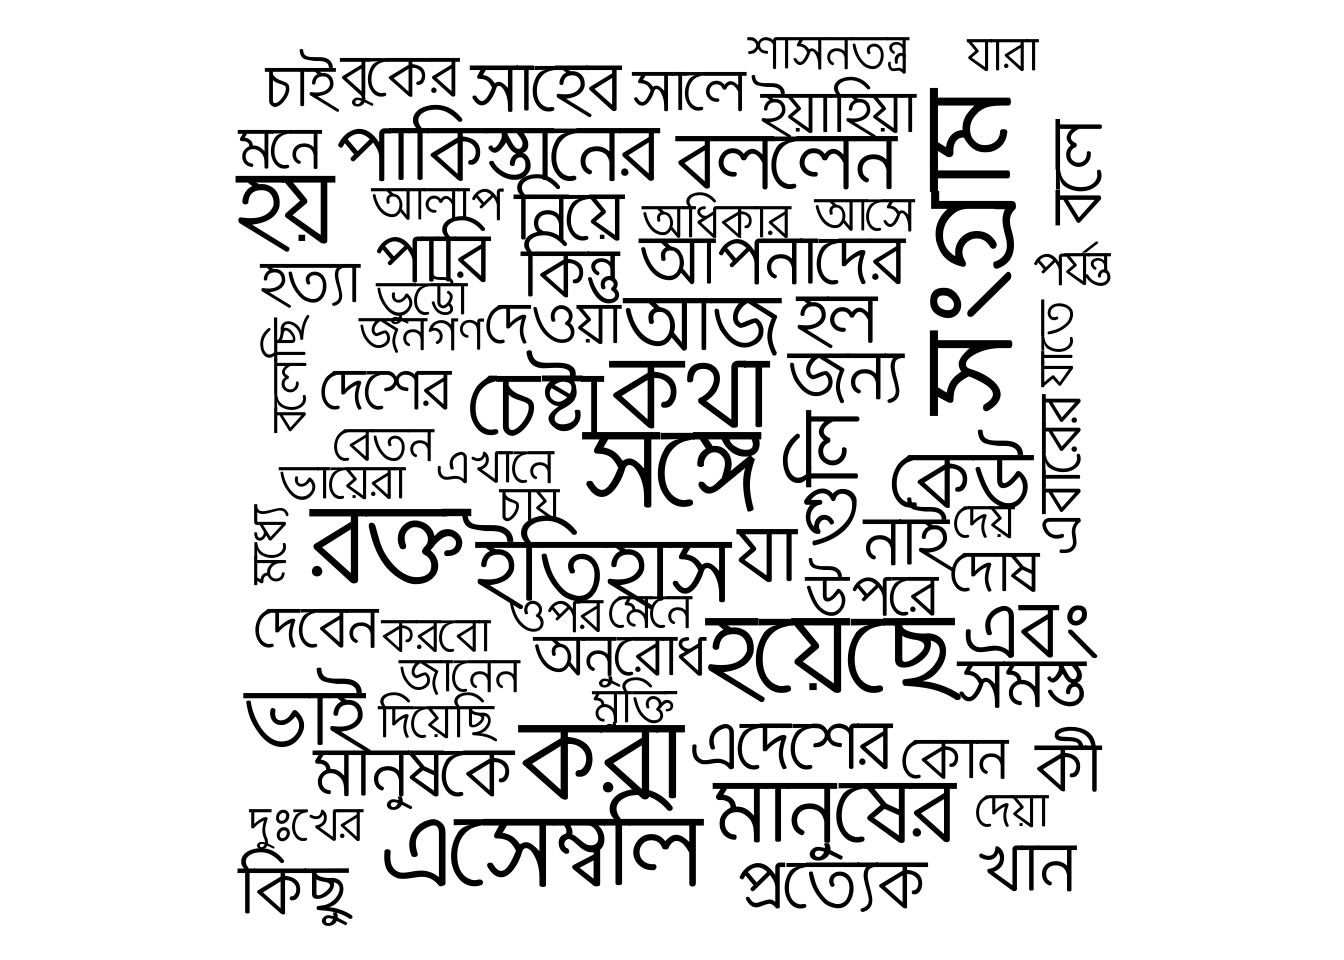 শাসনতন্ত্র যারা
চাই বুকের সাহেব সালে ইয়াহিয়া
মনে পাকিস্তানের বললেন সংগ্রাম বলে
হয় আলাপ নিয়ে অধিকার আসে
পারি কিন্তু আপনাদের পর্যন্ত
হত্যা ভুট্টো
জনগণ দেওয়া আজ হল
বলেছি দেশের চেষ্টা কথা জন্য যাতে
বেতন এখানে সঙ্গে গুলি কেউ এবারের
ভায়েরা চায়
মধ্যে রক্ত ইতিহাস যা নাই দেয়
উপরে দোষ
দেবেন করবো ওপর মেনে হয়েছে এবং
জানেন অনুরোধ সমস্ত
ভাই দিয়েছি মুক্তি
মানুষকে করা এদেশের কোন কী
দুঃখের এসেম্বলি মানুষের দেয়া
কিছু প্রত্যেক খান